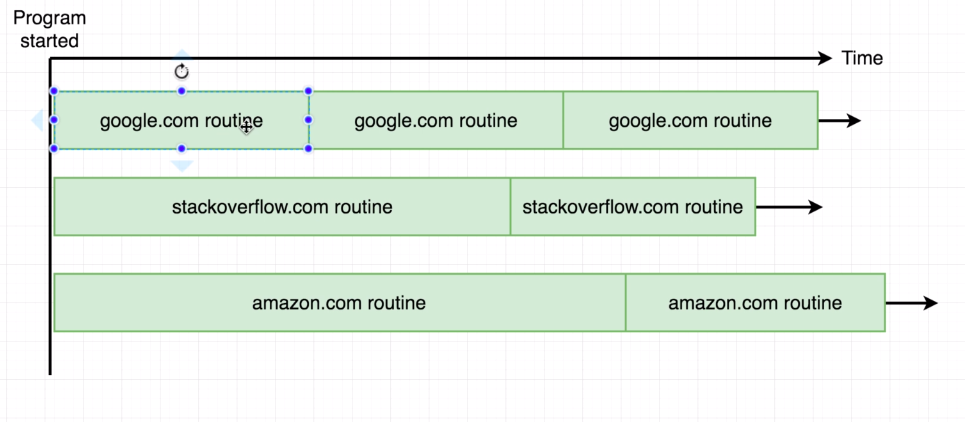 Program
started
Time
google.com routine
google.com routine
google.com routine
stackoverflow.com routine
stackoverflow.com routine
amazon.com routine
amazon.com routine